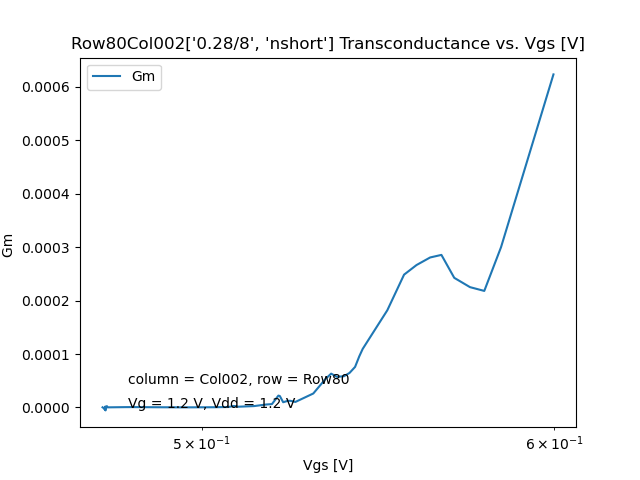 Row80Col002['0.28/8', 'nshort'] Transconductance vs. Vgs [V]
Gm
0.0006
0.0005
0.0004
0.0003
0.0002
0.0001
0.0000
Gm
column = Col002, row = Row80
Vg = 1.2 V, Vdd = 1.2 V
5 × 10⁻¹
6 × 10⁻¹
Vgs [V]